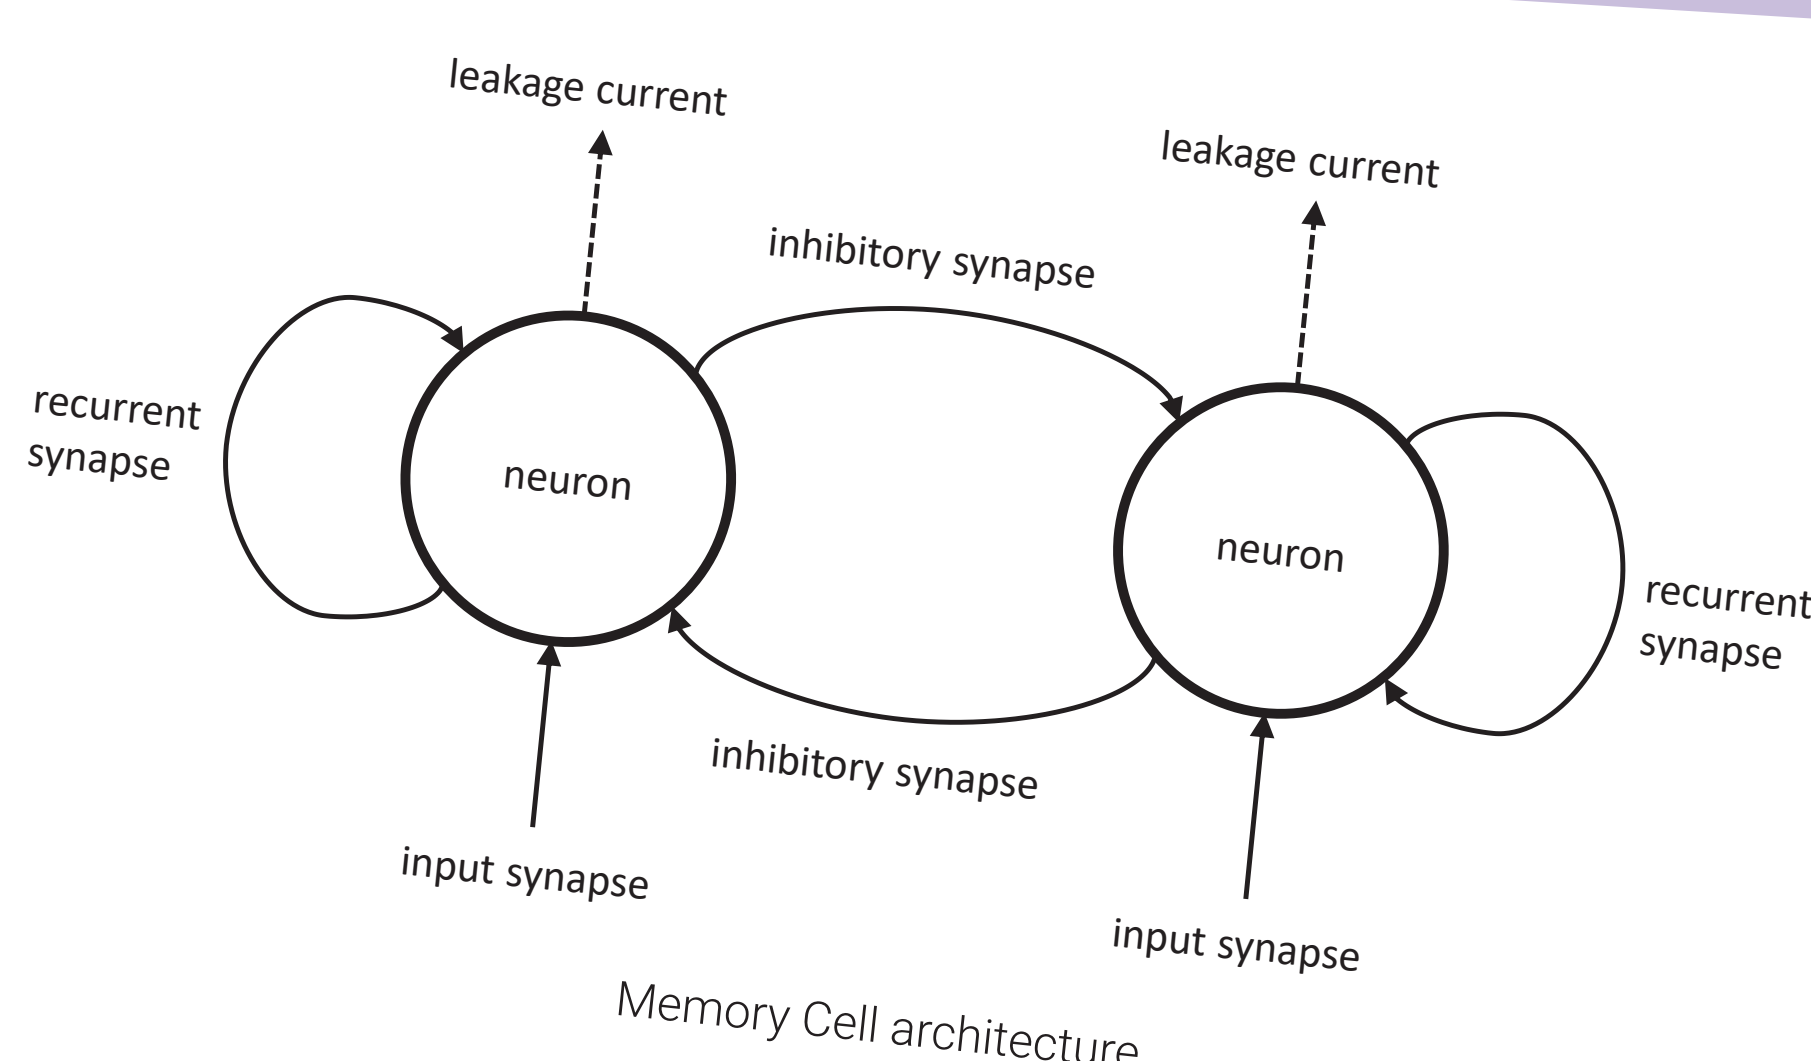 leakage current
leakage current
inhibitory synapse
recurrent
synapse
neuron
neuron
recurrent
synapse
inhibitory synapse
input synapse
input synapse
Memory Cell architecture